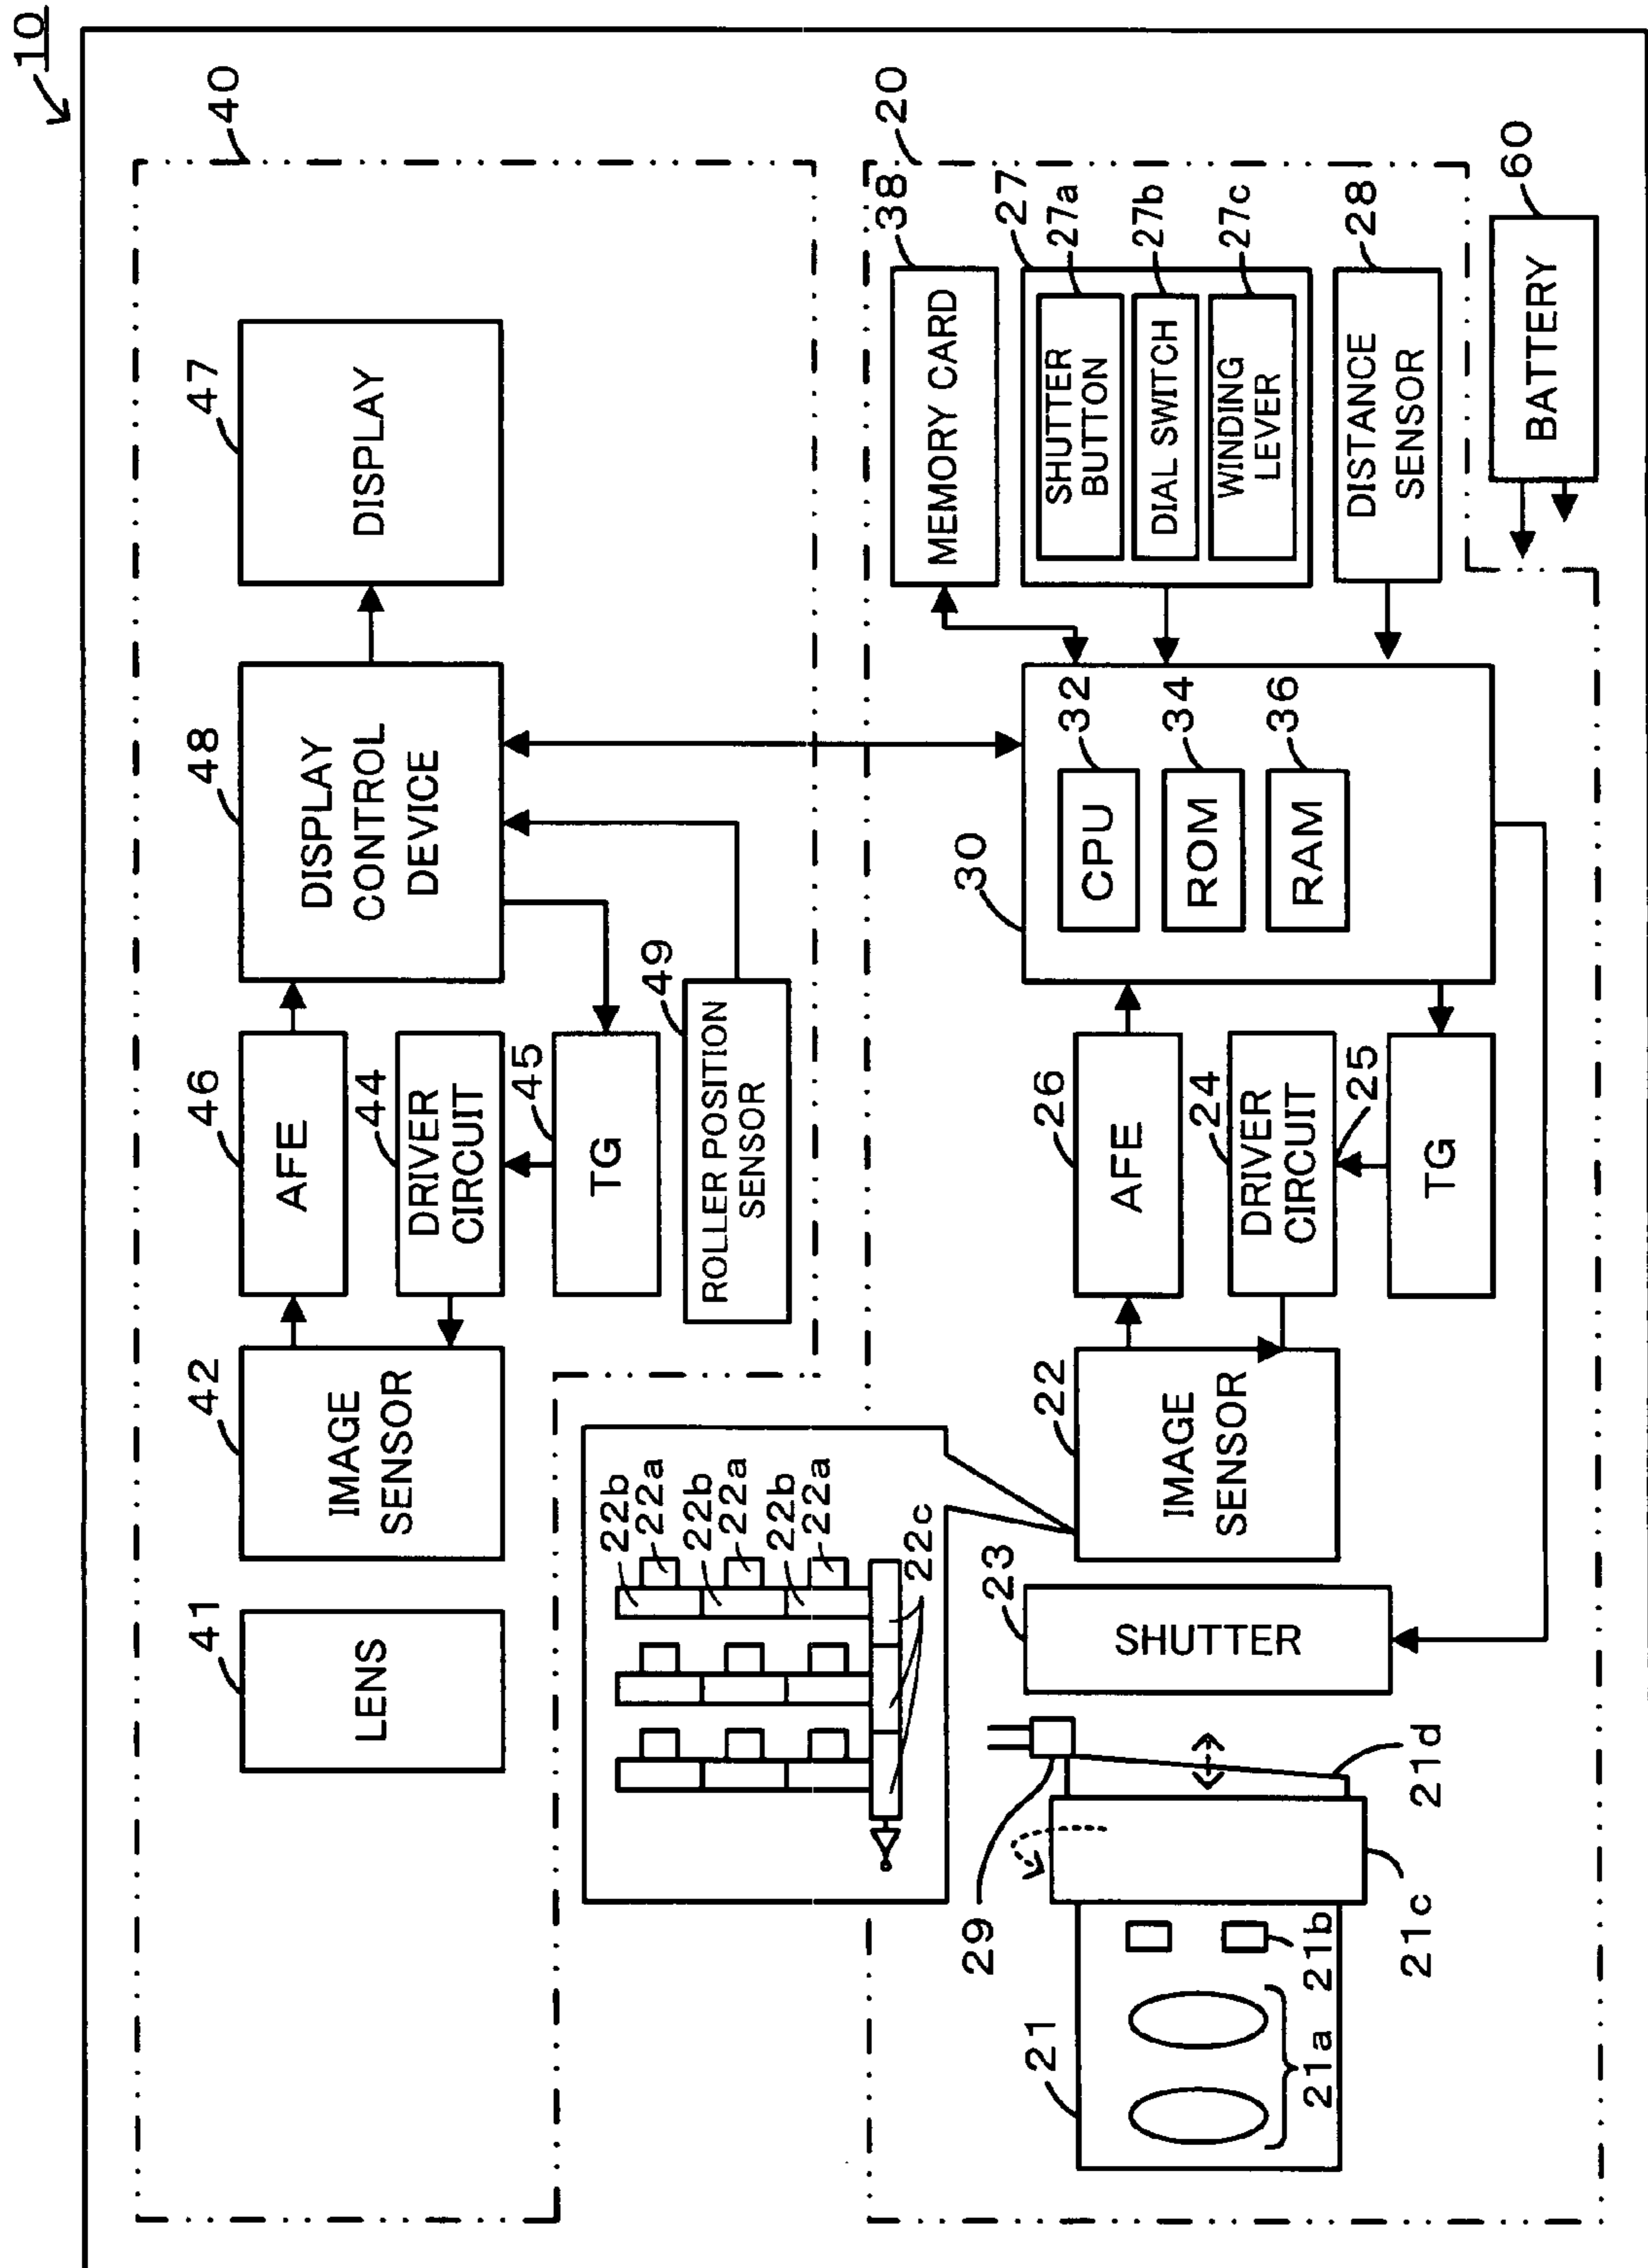 10
40
41
LENS
42
IMAGE
SENSOR
46
AFE
44
DRIVER
CIRCUIT
45
TG
49
ROLLER POSITION
SENSOR
48
DISPLAY
CONTROL
DEVICE
47
DISPLAY
22b
22a
22b
22a
22b
22a
22c
20
21
21a
21b
21c
21d
29
23
SHUTTER
22
IMAGE
SENSOR
26
AFE
24
DRIVER
CIRCUIT
25
TG
30
CPU
32
ROM
34
RAM
36
38
MEMORY CARD
27
SHUTTER
BUTTON
27a
DIAL SWITCH
27b
WINDING
LEVER
27c
DISTANCE
SENSOR
28
BATTERY
60